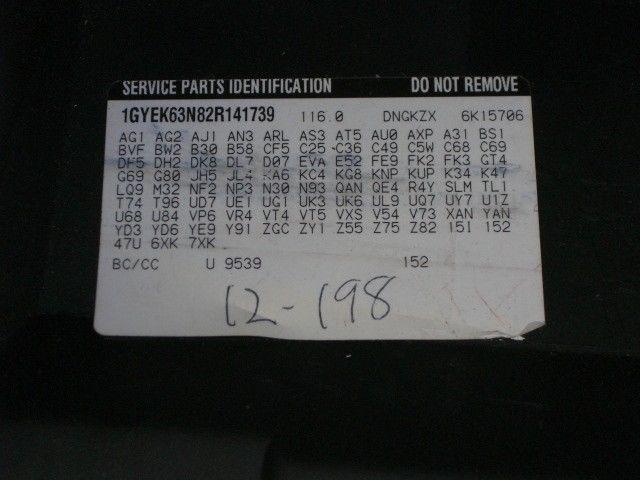 SERVICE PARTS IDENTIFICATION DO NOT REMOVE
1GYEK63N82R141739 116.0 DNGKZX 6K15706
AG1 AG2 AJ1 AN3 ARL AS3 AT5 AU0 AXP A31 BS1
BVF BW2 B30 B58 CF5 C25 C36 C49 C5W C68 C69
DF5 DH2 DK8 DL7 D07 EVA E52 FE9 FK2 FK3 GT4
G69 G80 JH5 JL4 KA6 KC4 KG8 KNP KUP K34 K47
LQ9 M32 NF2 NP3 N30 N93 QAN QE4 R4Y SLM TL1
T74 T96 UD7 UE1 UG1 UK3 UK6 UL9 UQ7 UY7 U1Z
U68 U84 VP6 VR4 VT4 VT5 VXS V54 V73 XAN YAN
YD3 YD6 YE9 Y91 ZGC ZY1 Z55 Z75 Z82 15I 152
47U 6XK 7XK
BC/CC U 9539 152
12-198